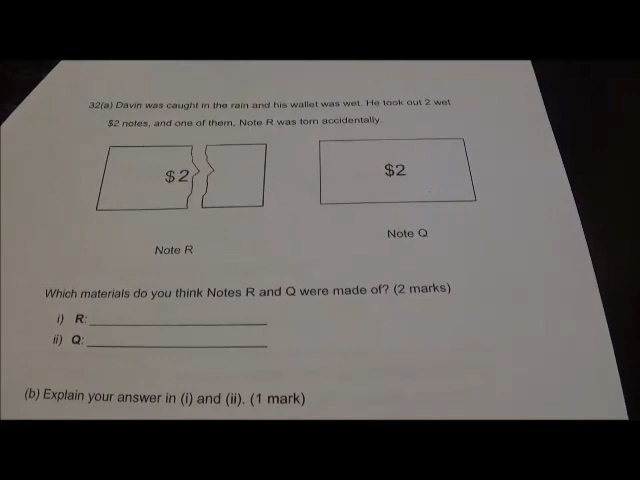 32(a) Davin was caught in the rain and his wallet was wet. He took out 2 wet
$2 notes, and one of them, Note R was torn accidentally.
$2
$2
Note R
Note Q
Which materials do you think Notes R and Q were made of? (2 marks)
i) R:
ii) Q:
(b) Explain your answer in (i) and (ii). (1 mark)